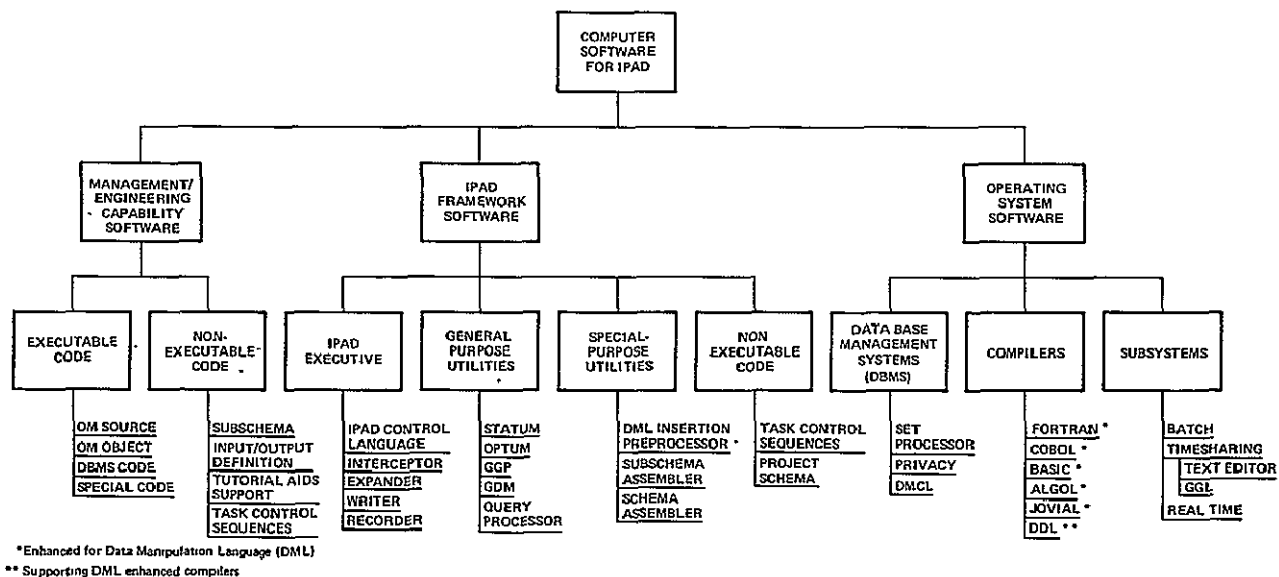 COMPUTER
SOFTWARE
FOR IPAD
MANAGEMENT/
ENGINEERING
CAPABILITY
SOFTWARE
IPAD
FRAMEWORK
SOFTWARE
OPERATING
SYSTEM
SOFTWARE
EXECUTABLE
CODE
NON-
EXECUTABLE-
CODE
IPAD
EXECUTIVE
GENERAL
PURPOSE
UTILITIES
SPECIAL-
PURPOSE
UTILITIES
NON
EXECUTABLE
CODE
DATA BASE
MANAGEMENT
SYSTEMS
(DBMS)
COMPILERS
SUBSYSTEMS
OM SOURCE
OM OBJECT
DBMS CODE
SPECIAL CODE
SUBSCHEMA
INPUT/OUTPUT
DEFINITION
TUTORIAL AIDS
SUPPORT
TASK CONTROL
SEQUENCES
IPAD CONTROL
LANGUAGE
INTERCEPTOR
EXPANDER
WRITER
RECORDER
STATUM
OPTUM
GGP
GDM
QUERY
PROCESSOR
DML INSERTION
PREPROCESSOR *
SUBSCHEMA
ASSEMBLER
SCHEMA
ASSEMBLER
TASK CONTROL
SEQUENCES
PROJECT
SCHEMA
SET
PROCESSOR
PRIVACY
DMCL
FORTRAN *
COBOL *
BASIC *
ALGOL *
JOVIAL *
DDL **
BATCH
TIMESHARING
TEXT EDITOR
GGL
REAL TIME
*Enhanced for Data Manipulation Language (DML)
** Supporting DML enhanced compilers